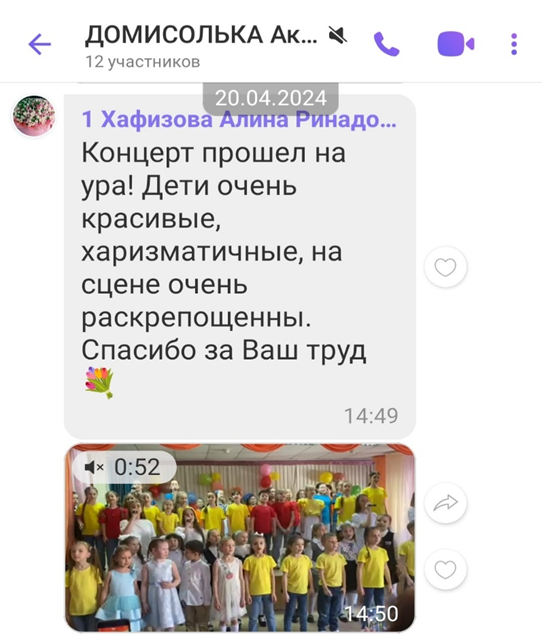 ДОМИСОЛЬКА Ак...
12 участников
20.04.2024
1 Хафизова Алина Ринадо...
Концерт прошел на
ура! Дети очень
красивые,
харизматичные, на
сцене очень
раскрепощенны.
Спасибо за Ваш труд
14:49
0:52
14:50